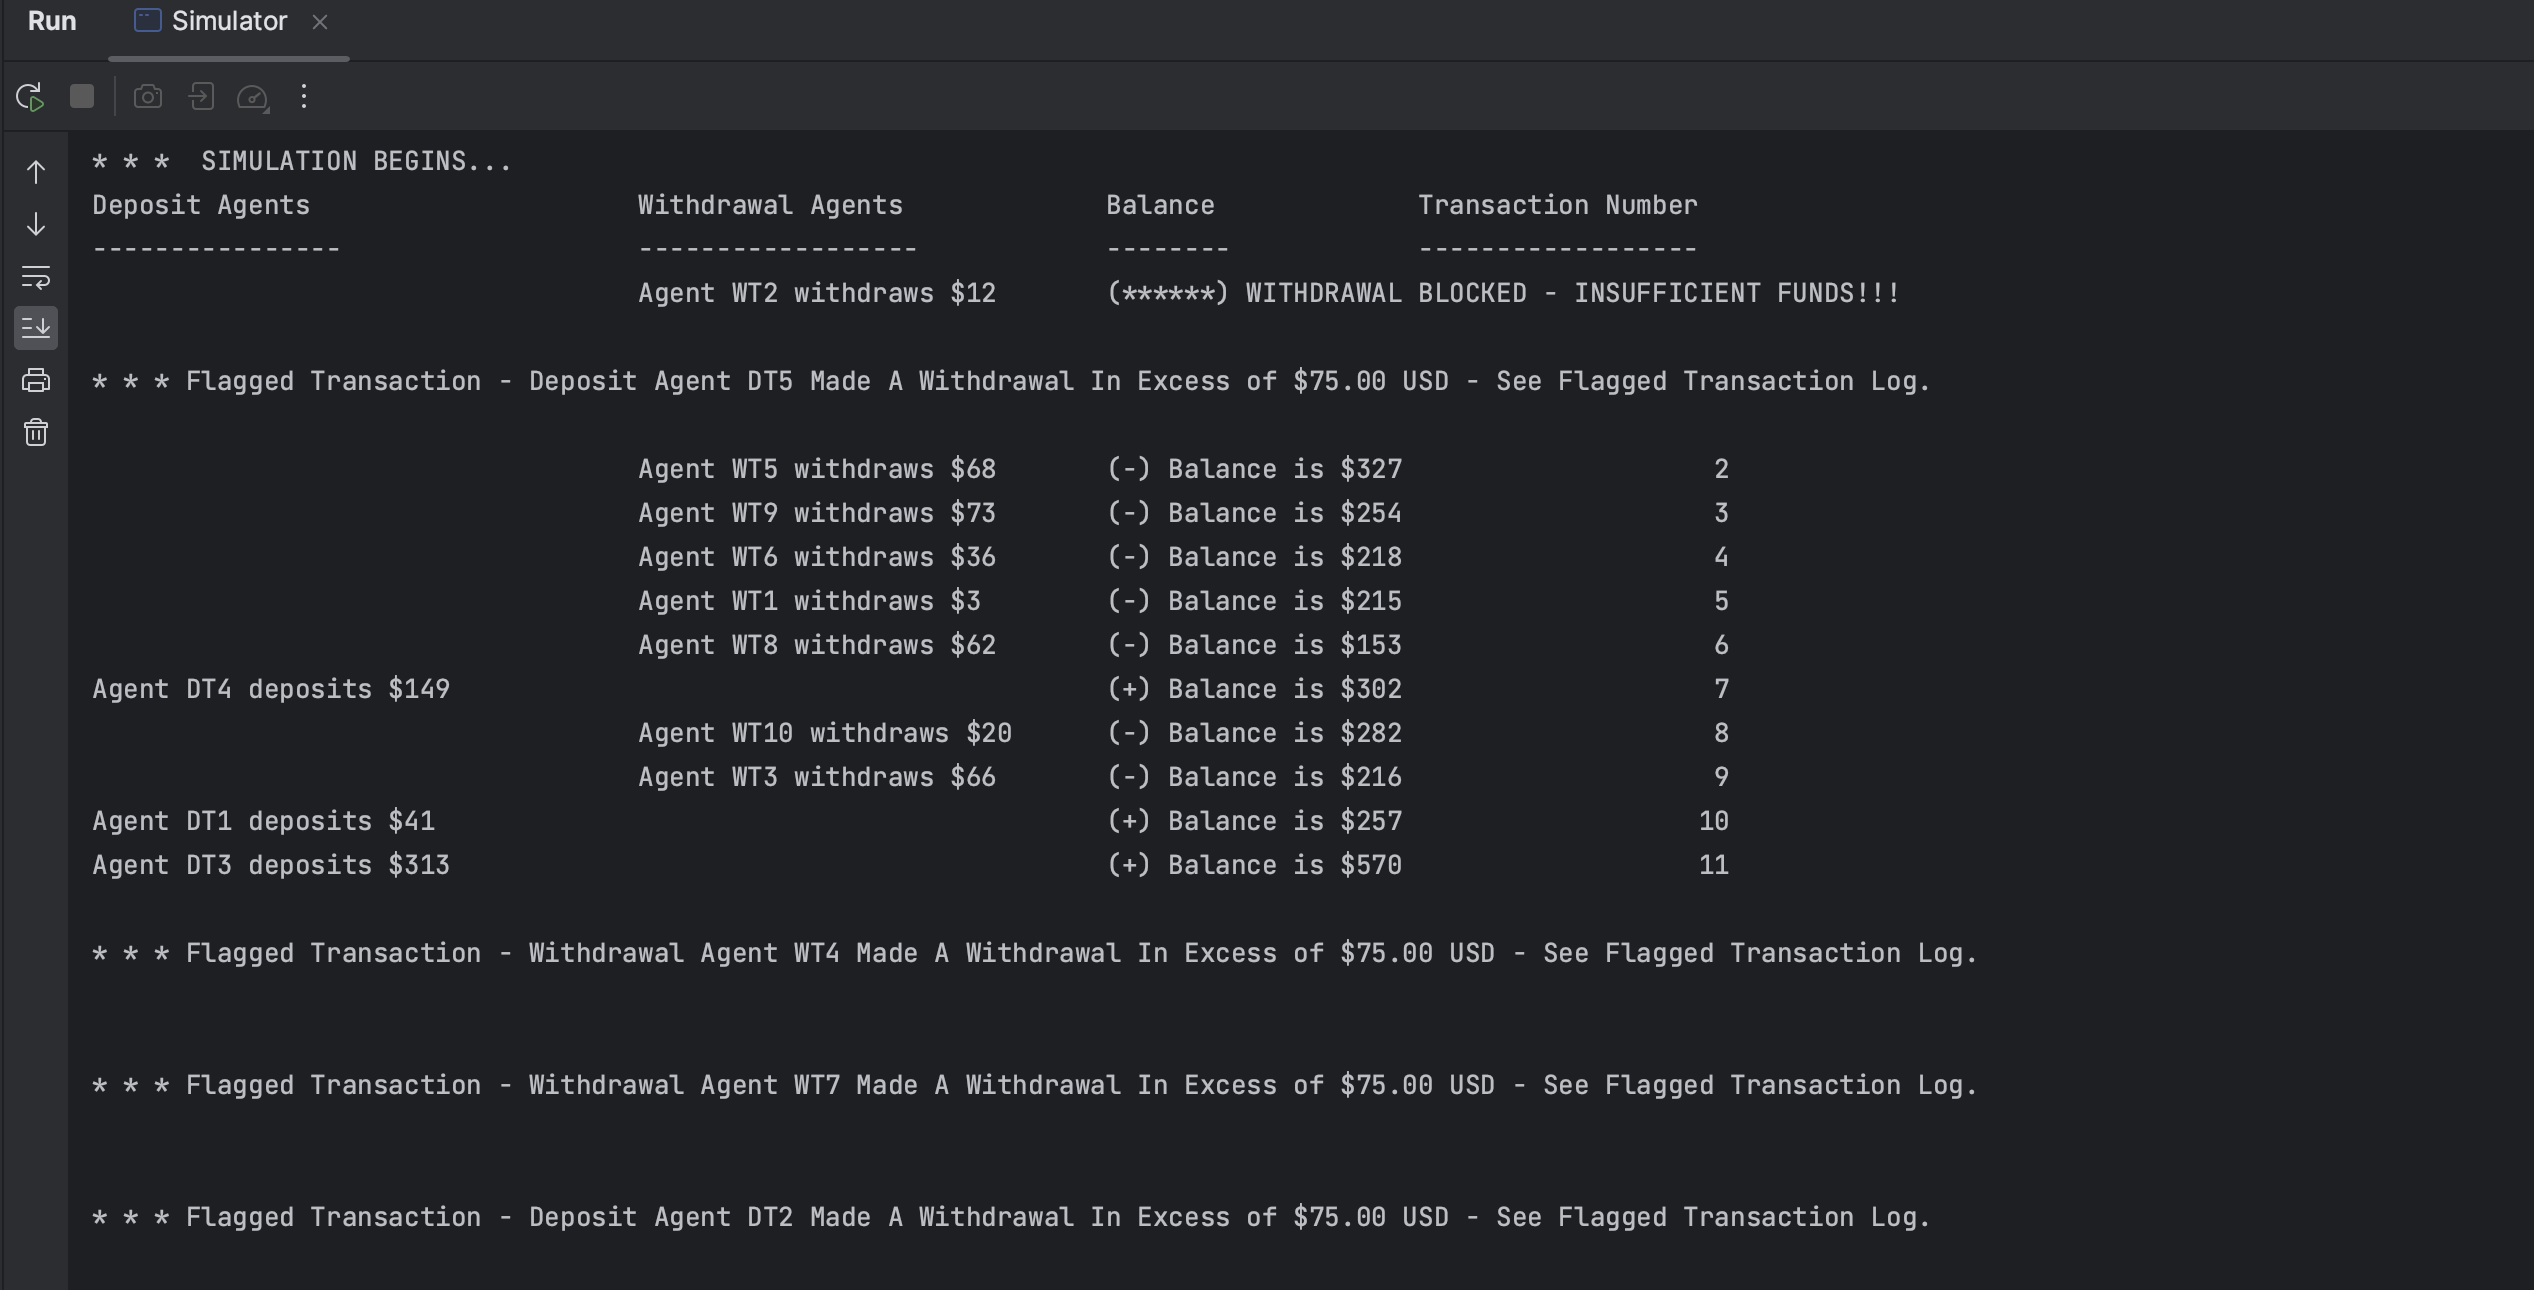 Run Simulator
* * *  SIMULATION BEGINS...
Deposit Agents                     Withdrawal Agents             Balance             Transaction Number
----------------                   ------------------            --------            ------------------
                                   Agent WT2 withdraws $12       (******) WITHDRAWAL BLOCKED - INSUFFICIENT FUNDS!!!
* * * Flagged Transaction - Deposit Agent DT5 Made A Withdrawal In Excess of $75.00 USD - See Flagged Transaction Log.
                                   Agent WT5 withdraws $68       (-) Balance is $327                    2
                                   Agent WT9 withdraws $73       (-) Balance is $254                    3
                                   Agent WT6 withdraws $36       (-) Balance is $218                    4
                                   Agent WT1 withdraws $3        (-) Balance is $215                    5
                                   Agent WT8 withdraws $62       (-) Balance is $153                    6
Agent DT4 deposits $149                                          (+) Balance is $302                    7
                                   Agent WT10 withdraws $20      (-) Balance is $282                    8
                                   Agent WT3 withdraws $66       (-) Balance is $216                    9
Agent DT1 deposits $41                                           (+) Balance is $257                   10
Agent DT3 deposits $313                                          (+) Balance is $570                   11
* * * Flagged Transaction - Withdrawal Agent WT4 Made A Withdrawal In Excess of $75.00 USD - See Flagged Transaction Log.
* * * Flagged Transaction - Withdrawal Agent WT7 Made A Withdrawal In Excess of $75.00 USD - See Flagged Transaction Log.
* * * Flagged Transaction - Deposit Agent DT2 Made A Withdrawal In Excess of $75.00 USD - See Flagged Transaction Log.